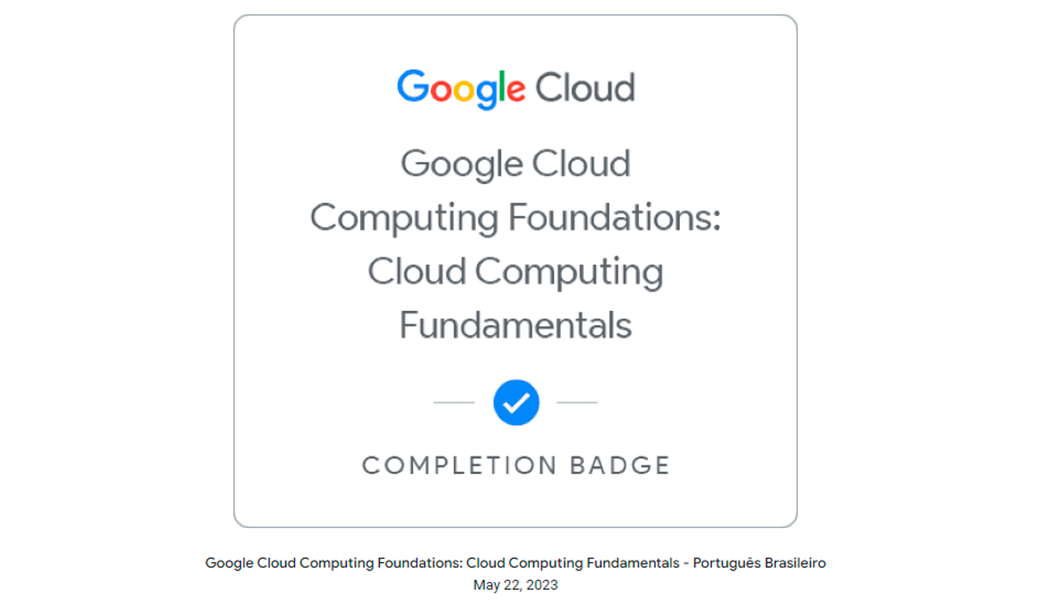 Google Cloud
Google Cloud
Computing Foundations:
Cloud Computing
Fundamentals
COMPLETION BADGE
Google Cloud Computing Foundations: Cloud Computing Fundamentals - Português Brasileiro
May 22, 2023